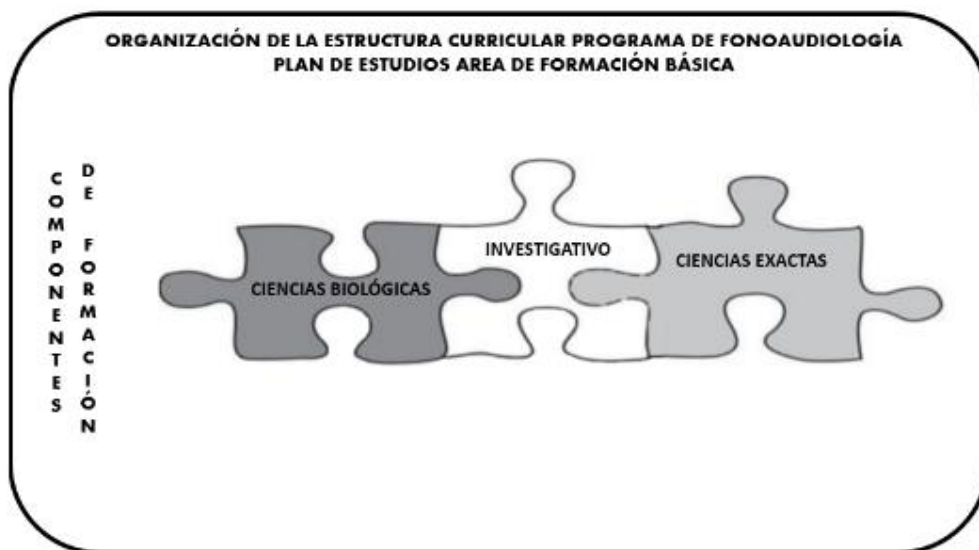 ORGANIZACIÓN DE LA ESTRUCTURA CURRICULAR PROGRAMA DE FONOAUDIOLOGÍA
PLAN DE ESTUDIOS AREA DE FORMACIÓN BÁSICA
COMPONENTES
DE FORMACIÓN
CIENCIAS BIOLÓGICAS
INVESTIGATIVO
CIENCIAS EXACTAS